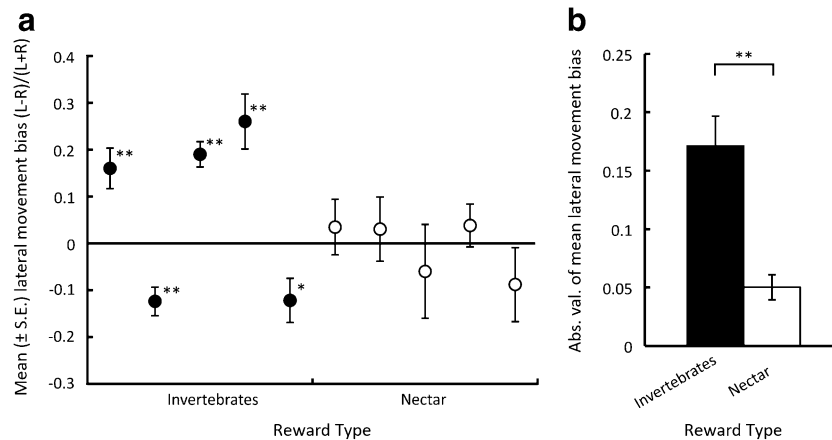 a
Mean (± S.E.) lateral movement bias (L-R)/(L+R)
0.4
0.3
0.2
0.1
0
-0.1
-0.2
-0.3
**
**
**
**
*
Invertebrates
Nectar
Reward Type
b
Abs. val. of mean lateral movement bias
0.25
0.2
0.15
0.1
0.05
0
**
Invertebrates
Nectar
Reward Type